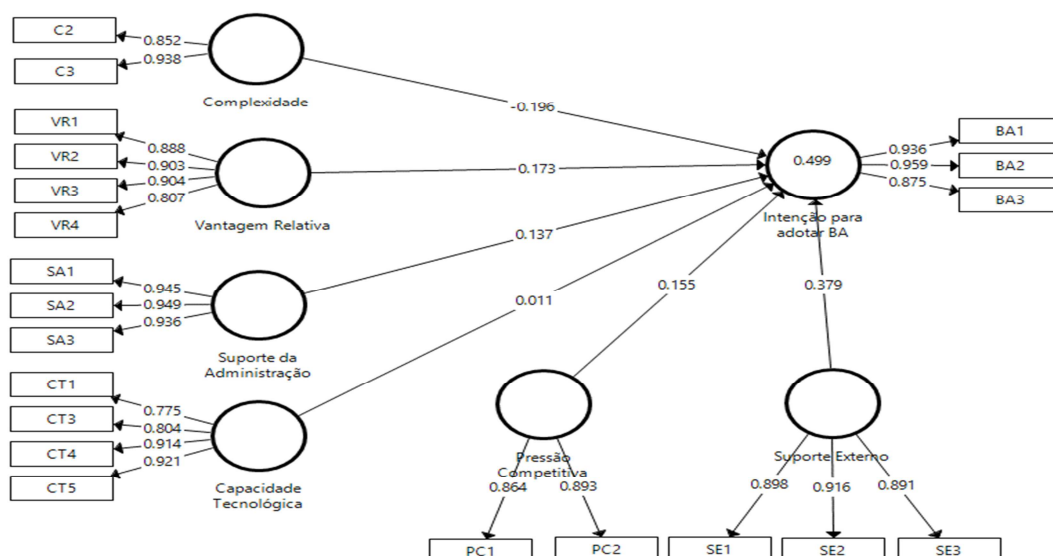 C2
0.852
C3
0.938
Complexidade
-0.196
VR1
0.888
VR2
0.903
VR3
0.904
VR4
0.807
Vantagem Relativa
0.173
SA1
0.945
SA2
0.949
SA3
0.936
Suporte da
Administração
0.137
CT1
0.775
CT3
0.804
CT4
0.914
CT5
0.921
Capacidade
Tecnológica
0.011
0.499
Intenção para
adotar BA
0.936
BA1
0.959
BA2
0.875
BA3
0.155
0.379
Pressão
Competitiva
0.864
0.893
PC1
PC2
Suporte Externo
0.898
0.916
0.891
SE1
SE2
SE3